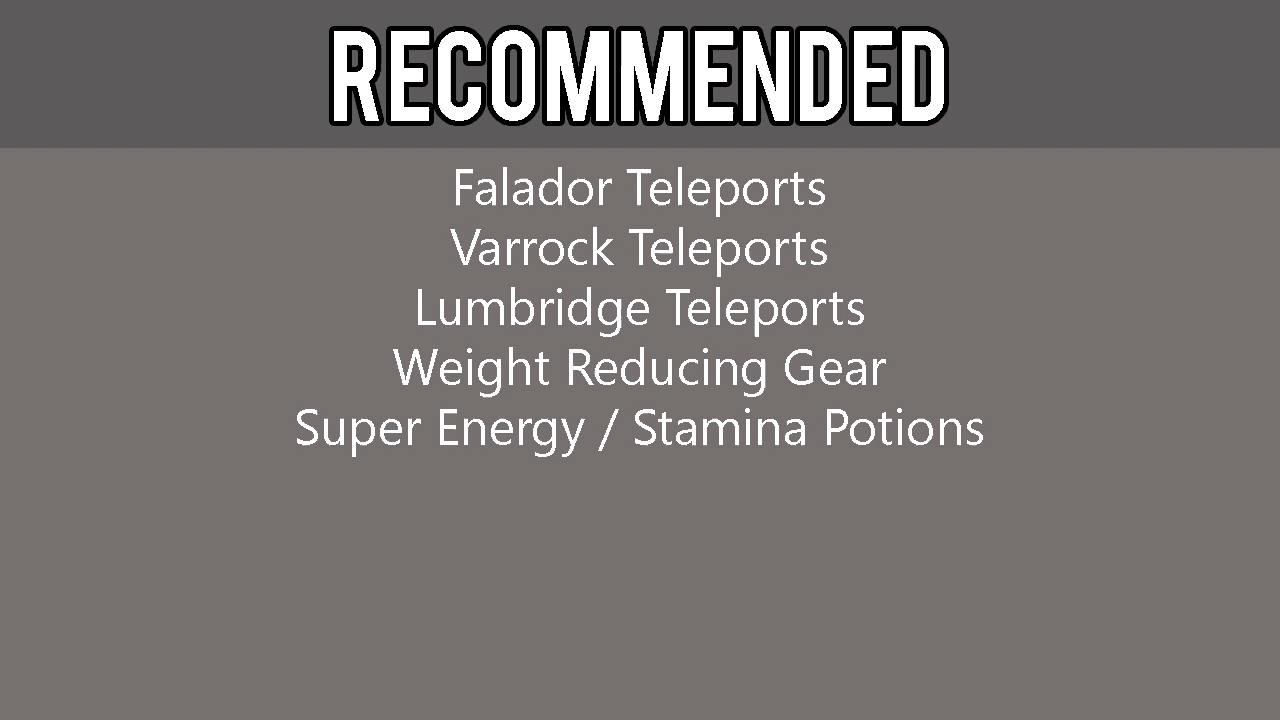 RECOMMENDED
Falador Teleports
Varrock Teleports
Lumbridge Teleports
Weight Reducing Gear
Super Energy / Stamina Potions